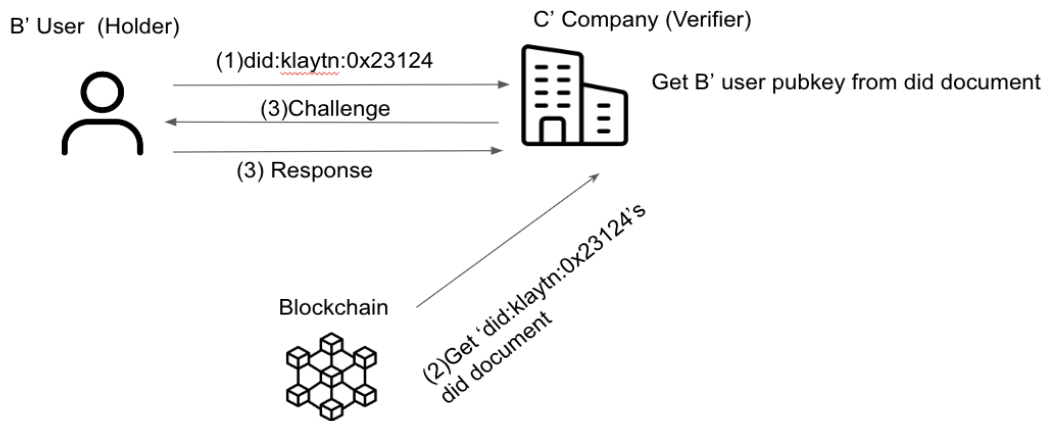 B’ User (Holder)
C’ Company (Verifier)
(1)did:klaytn:0x23124
Get B’ user pubkey from did document
(3)Challenge
(3) Response
(2)Get ‘did:klaytn:0x23124’s
did document
Blockchain